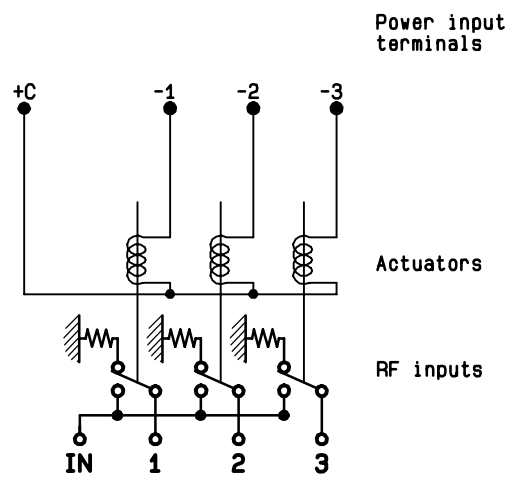 Power input
terminals
+C -1 -2 -3
Actuators
RF inputs
IN 1 2 3